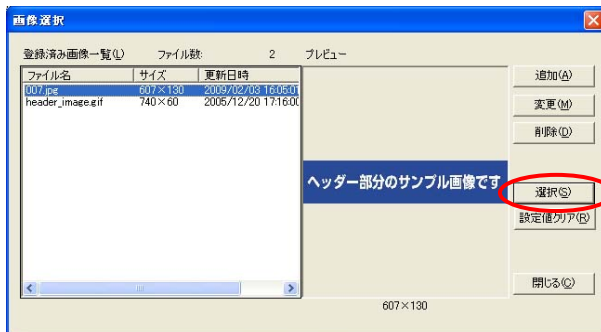 画像選択
登録済み画像一覧(L) ファイル数: 2 プレビュー
ファイル名 サイズ 更新日時
007.jpg 607×130 2009/02/03 16:05:01
header_image.gif 740×60 2005/12/20 17:16:00
ヘッダー部分のサンプル画像です
607×130
追加(A)
変更(M)
削除(D)
選択(S)
設定値クリア(R)
閉じる(C)